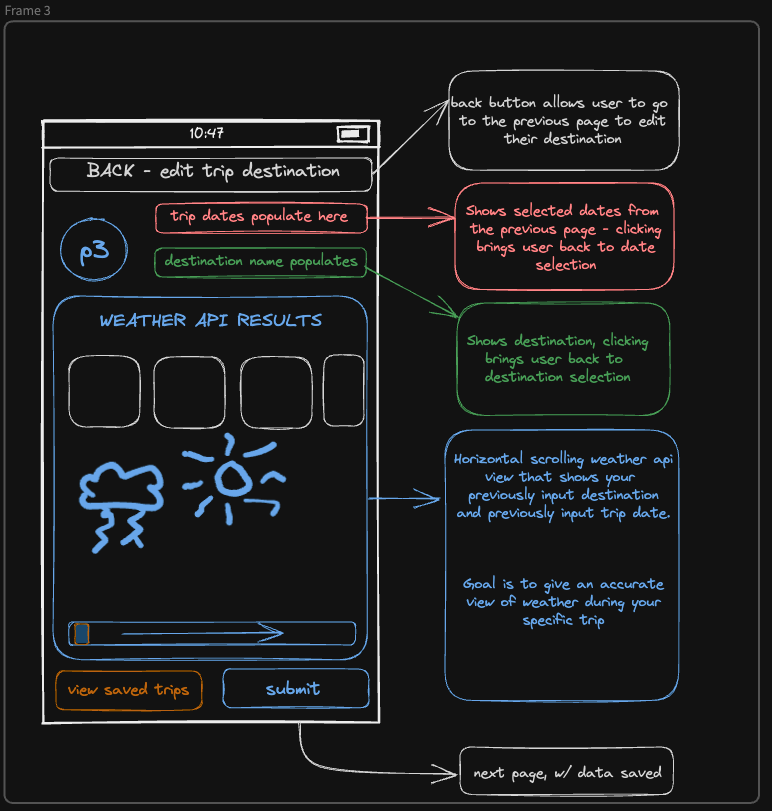 Frame 3
10:47
BACK - edit trip destination
p3
trip dates populate here
destination name populates
WEATHER API RESULTS
view saved trips
submit
back button allows user to go
to the previous page to edit
their destination
Shows selected dates from
the previous page - clicking
brings user back to date
selection
Shows destination, clicking
brings user back to
destination selection
Horizontal scrolling weather api
view that shows your
previously input destination
and previously input trip date.
Goal is to give an accurate
view of weather during your
specific trip
next page, w/ data saved